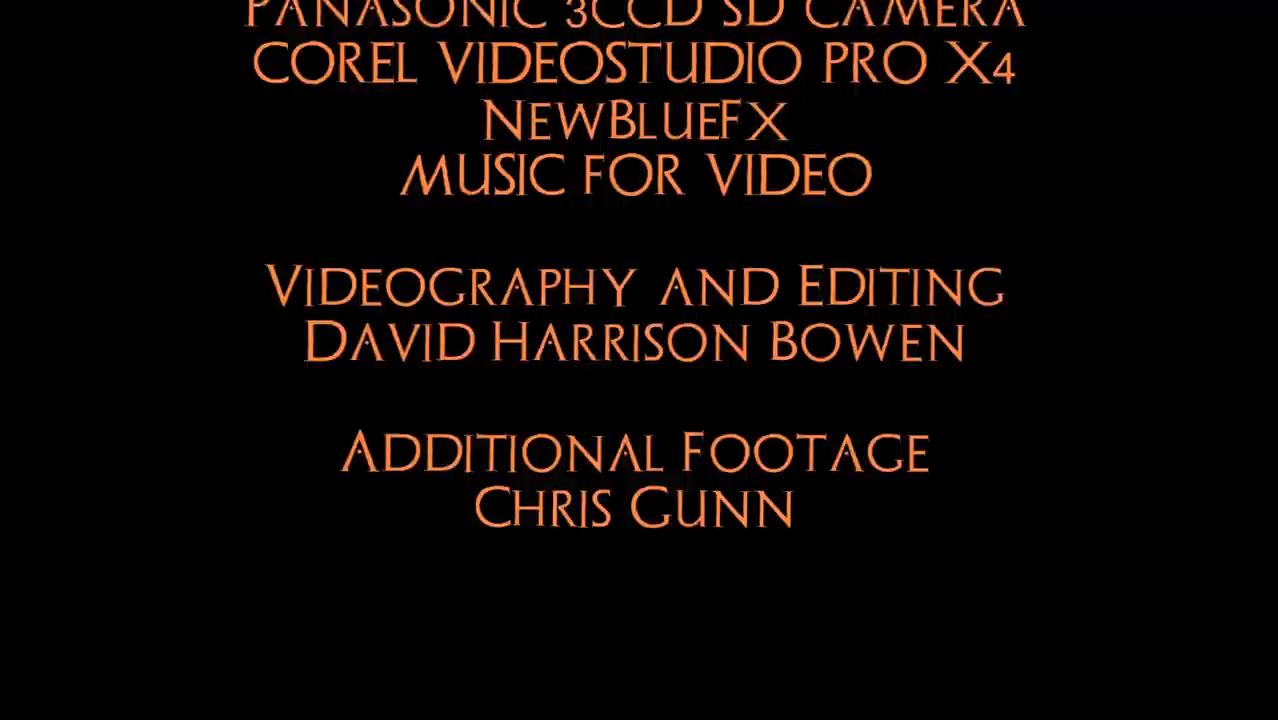 PANASONIC 3CCD SD CAMERA
COREL VIDEOSTUDIO PRO X4
NEWBLUEFX
MUSIC FOR VIDEO
VIDEOGRAPHY AND EDITING
DAVID HARRISON BOWEN
ADDITIONAL FOOTAGE
CHRIS GUNN